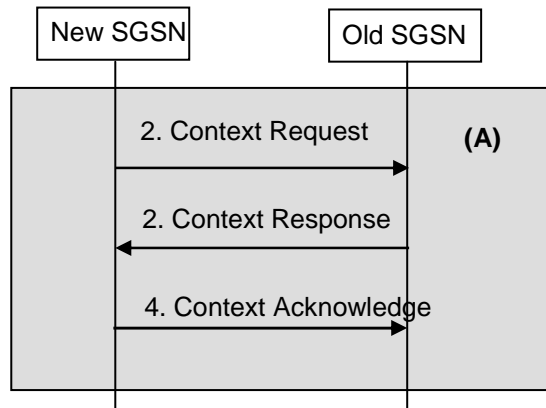 New SGSN
Old SGSN
2. Context Request
(A)
2. Context Response
4. Context Acknowledge